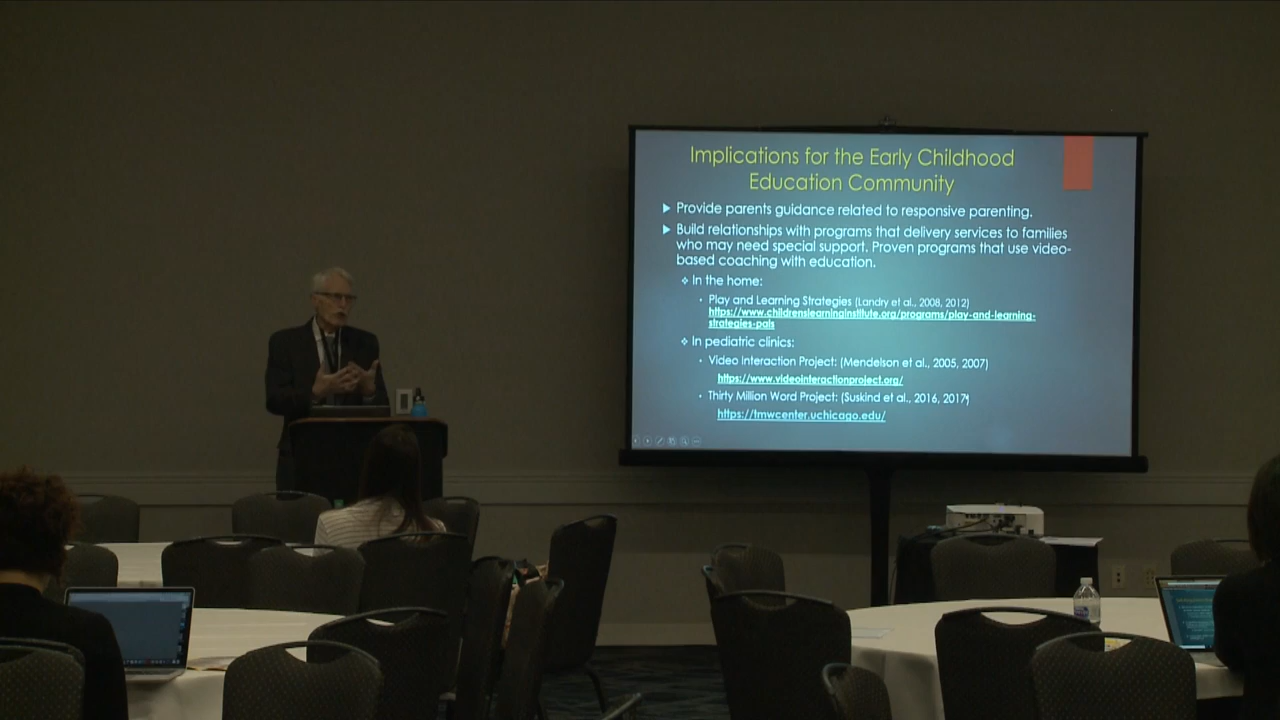 Implications for the Early Childhood
Education Community
Provide parents guidance related to responsive parenting.
Build relationships with programs that delivery services to families
who may need special support. Proven programs that use video-
based coaching with education.
In the home:
Play and Learning Strategies (Landry et al., 2008, 2012)
https://www.childrenslearninginstitute.org/programs/play-and-learning-
strategies-pals
In pediatric clinics:
Video Interaction Project: (Mendelson et al., 2005, 2007)
https://www.videointeractionproject.org/
Thirty Million Word Project: (Suskind et al., 2016, 2017)
https://tmwcenter.uchicago.edu/